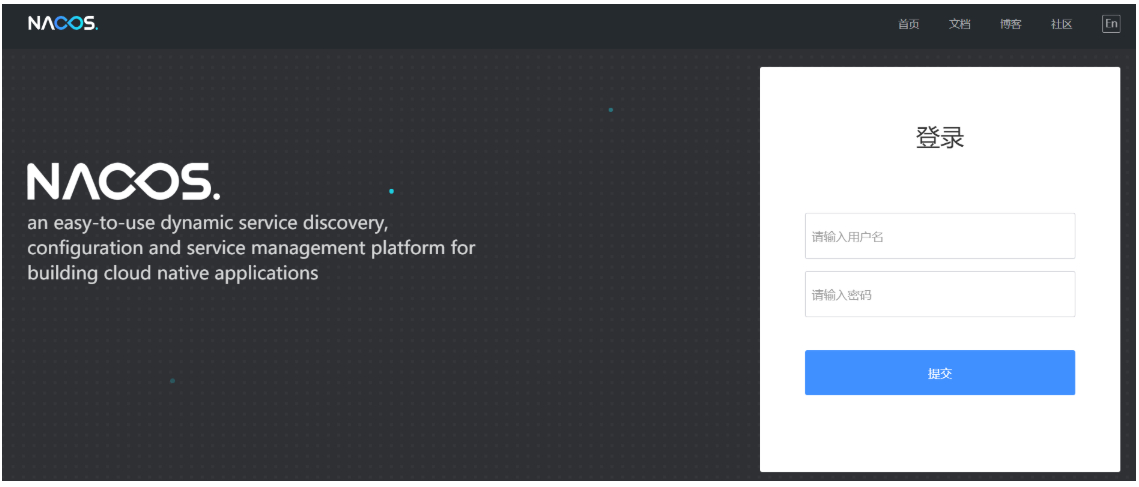 NACOS.
首页 文档 博客 社区 En
登录
NACOS.
an easy-to-use dynamic service discovery,
configuration and service management platform for
building cloud native applications
请输入用户名
请输入密码
提交